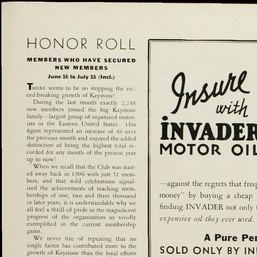 HONOR ROLL
MEMBERS WHO HAVE SECURED
NEW MEMBERS
June 16 to July 15 (Incl.)
THERE seems to be no stopping the rec-
ord-breaking growth of Keystone!
During the last month exactly 2,248
new members joined the big Keystone
family—largest group of organized motor-
ists in the Eastern United States. This
figure represented an increase of 40 over
the previous month and enjoyed the added
distinction of being the highest total re-
corded for any month of the present year
up to now!
When we recall that the Club was start-
ed away back in 1906 with just 51 mem-
bers, and that wild celebrations signal-
ized the achievements of reaching mem-
berships of one, two and three thousand
in later years, it is understandable why we
all feel a thrill of pride in the magnificent
progress of the organization so vividly
exemplified in the current membership
gains.
We never tire of repeating that no
single factor has contributed more to the
growth of Keystone than the loyal efforts
Insure
with
INVADER
MOTOR OIL
—against the regrets that freq
money" by buying a cheap
finding INVADER not only
expensive oil they ever used.
A Pure Pe
SOLD ONLY BY IN